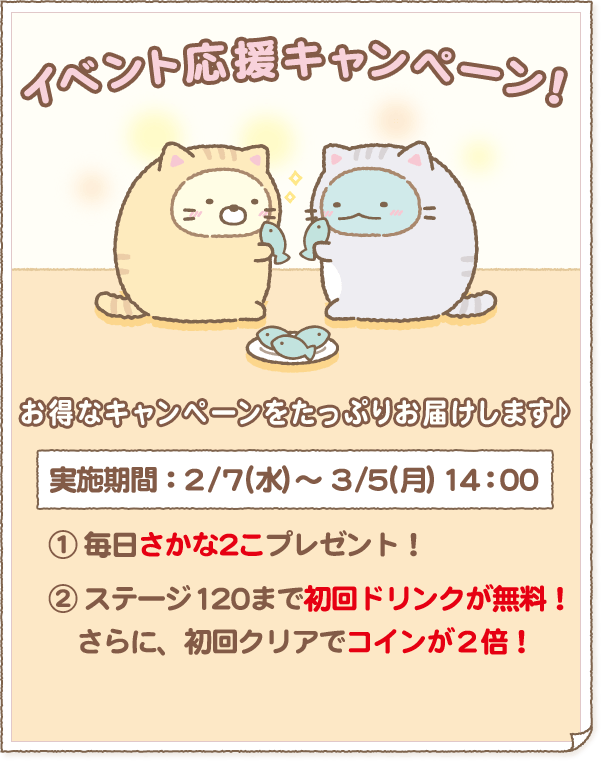 イベント応援キャンペーン!
お得なキャンペーンをたっぷりお届けします♪
実施期間：2/7(水)～ 3/5(月) 14：00
① 毎日さかな2こプレゼント！
② ステージ120まで初回ドリンクが無料！
さらに、初回クリアでコインが2倍！